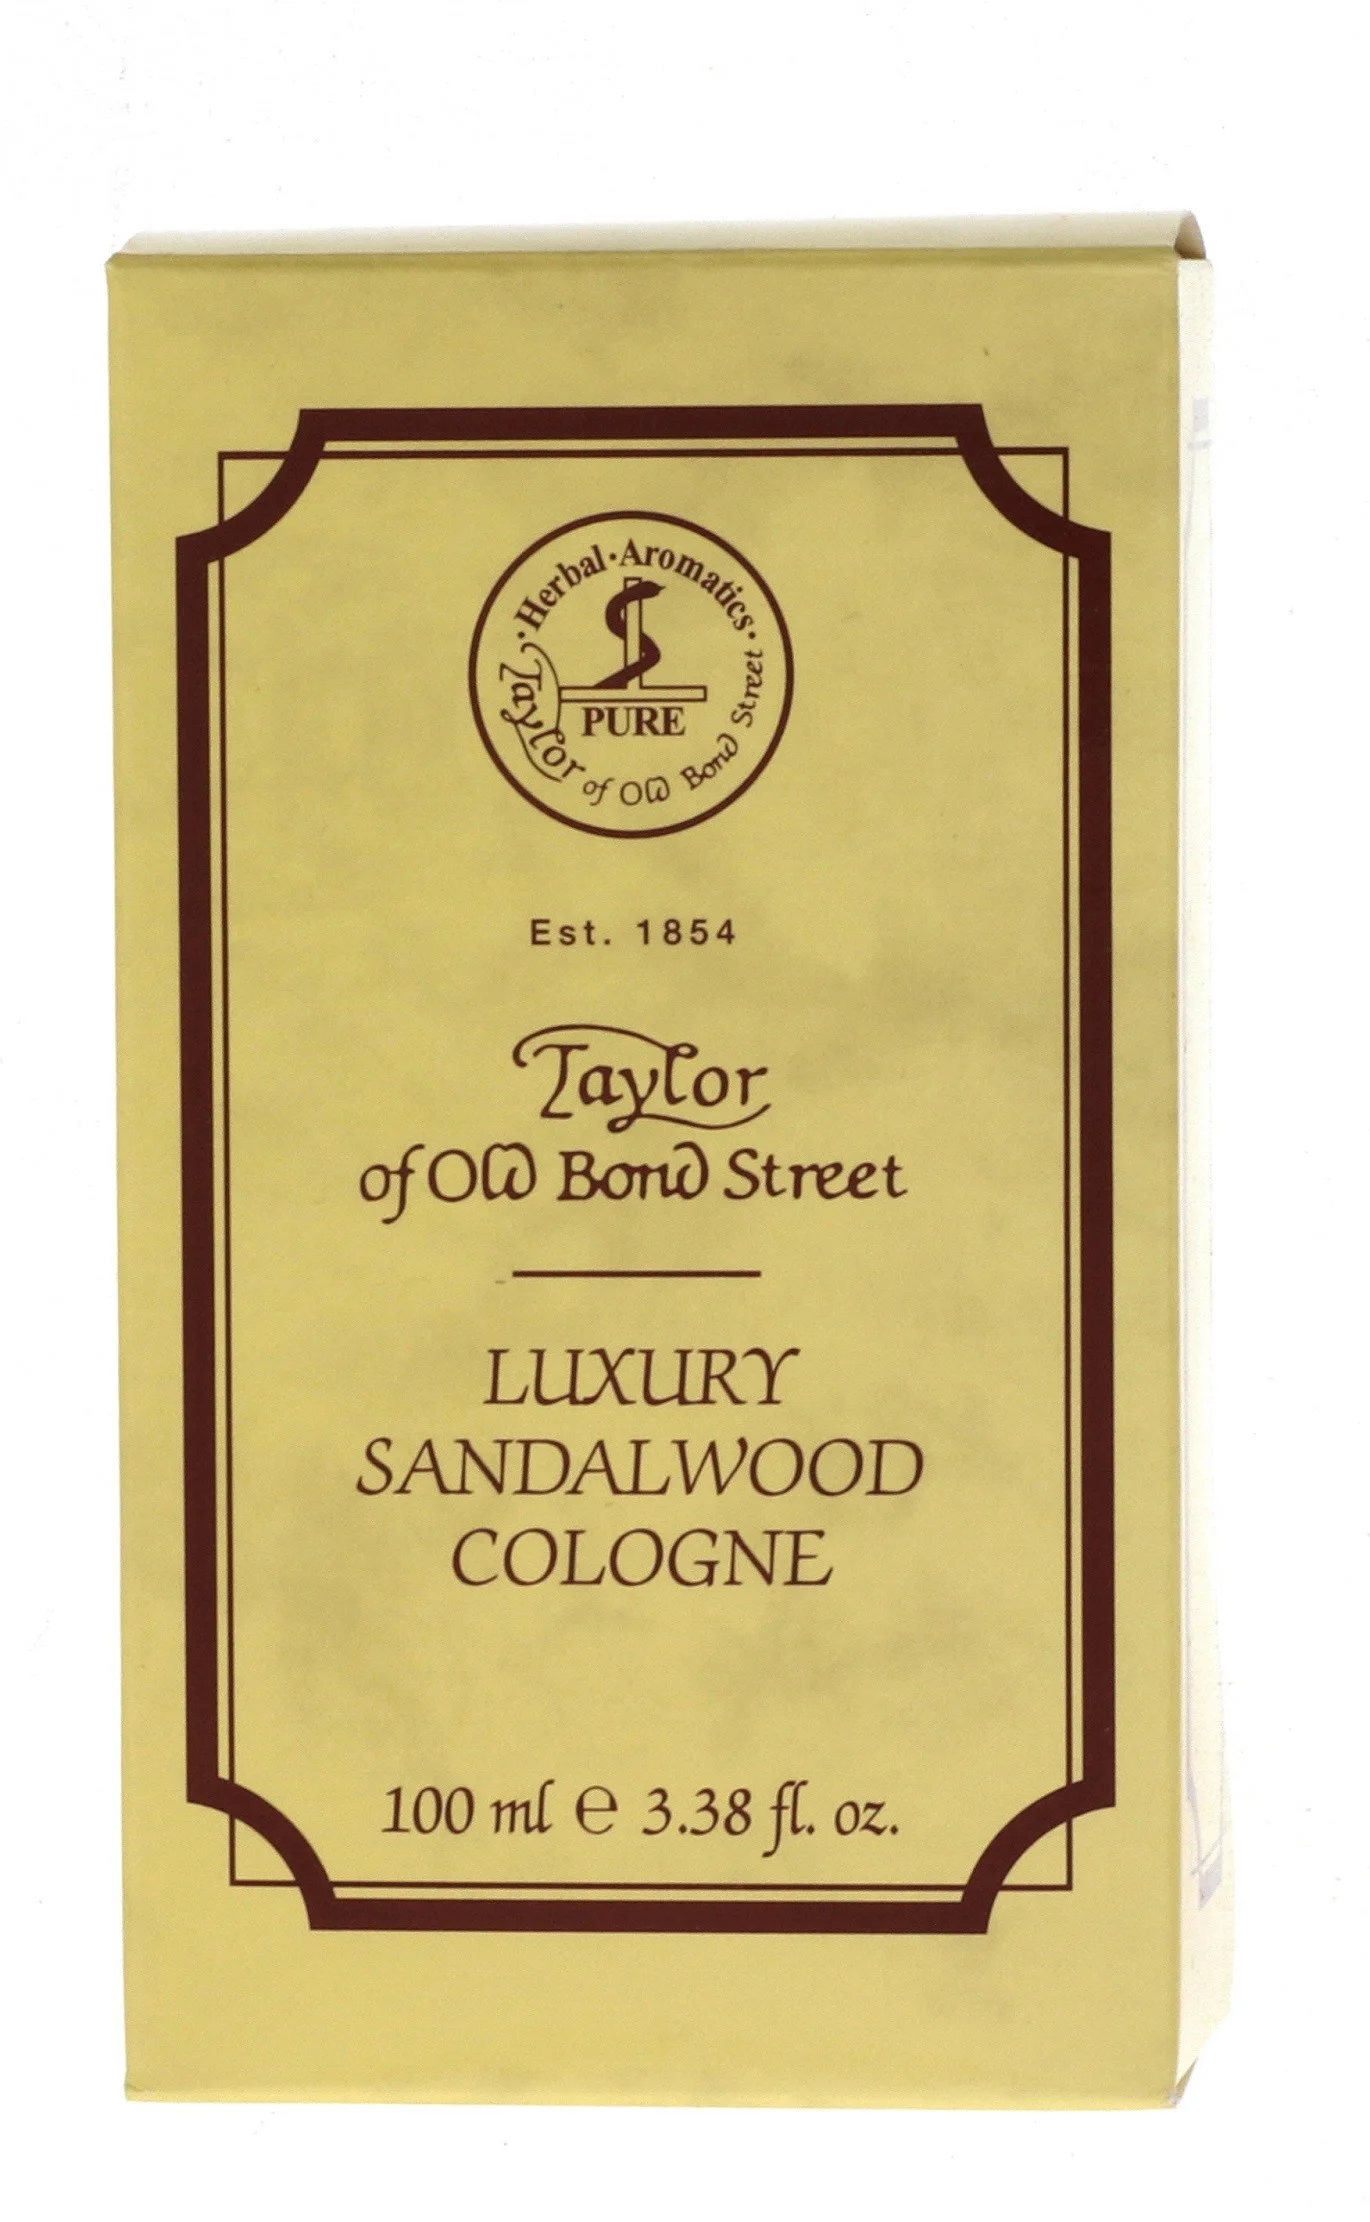 · Herbal · Aromatics ·
PURE
Taylor of Old Bond Street
Est. 1854
Taylor
of Old Bond Street
LUXURY
SANDALWOOD
COLOGNE
100 ml ℮ 3.38 fl. oz.